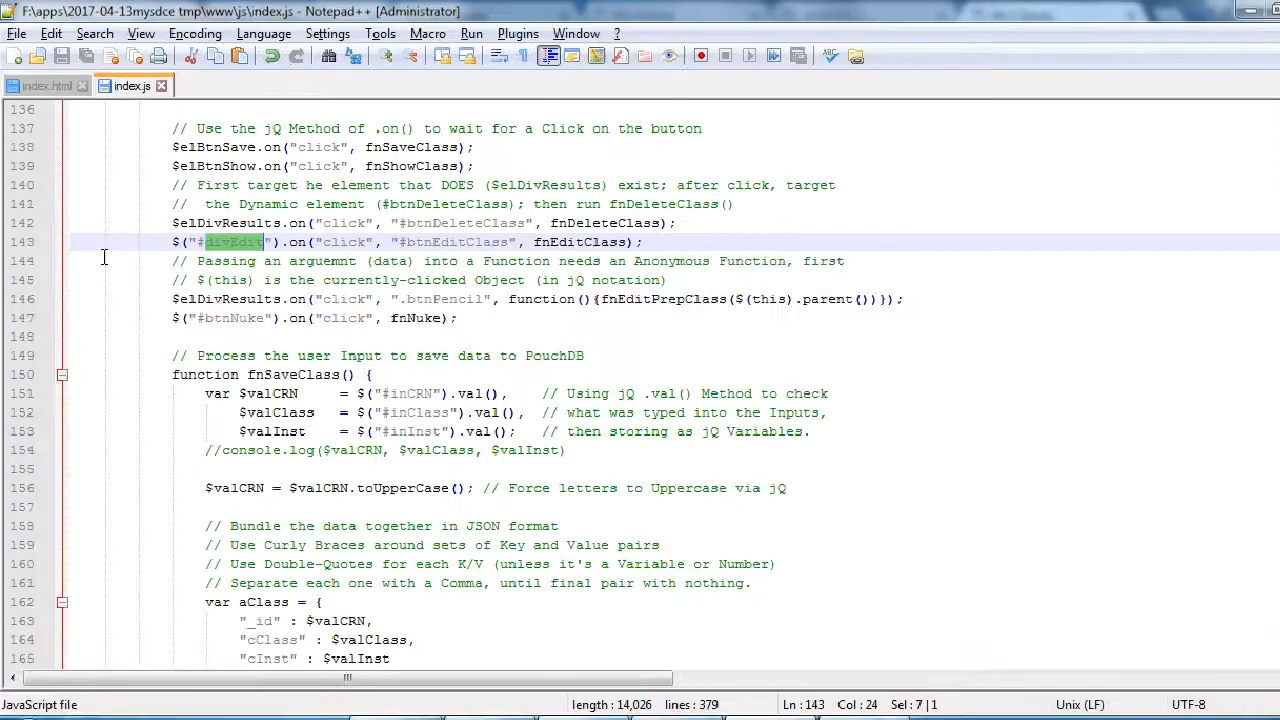 F:\apps\2017-04-13mysdce tmp\www\js\index.js - Notepad++ [Administrator]
File Edit Search View Encoding Language Settings Tools Macro Run Plugins Window ?
index.html index.js
136
137 // Use the jQ Method of .on() to wait for a Click on the button
138 $elBtnSave.on("click", fnSaveClass);
139 $elBtnShow.on("click", fnShowClass);
140 // First target he element that DOES ($elDivResults) exist; after click, target
141 //  the Dynamic element (#btnDeleteClass); then run fnDeleteClass()
142 $elDivResults.on("click", "#btnDeleteClass", fnDeleteClass);
143 $("#divEdit").on("click", "#btnEditClass", fnEditClass);
144 // Passing an arguemnt (data) into a Function needs an Anonymous Function, first
145 // $(this) is the currently-clicked Object (in jQ notation)
146 $elDivResults.on("click", ".btnPencil", function(){fnEditPrepClass($(this).parent())});
147 $("#btnNuke").on("click", fnNuke);
148
149 // Process the user Input to save data to PouchDB
150 function fnSaveClass() {
151 var $valCRN = $("#inCRN").val(), // Using jQ .val() Method to check
152 $valClass = $("#inClass").val(), // what was typed into the Inputs,
153 $valInst = $("#inInst").val(); // then storing as jQ Variables.
154 //console.log($valCRN, $valClass, $valInst)
155
156 $valCRN = $valCRN.toUpperCase(); // Force letters to Uppercase via jQ
157
158 // Bundle the data together in JSON format
159 // Use Curly Braces around sets of Key and Value pairs
160 // Use Double-Quotes for each K/V (unless it's a Variable or Number)
161 // Separate each one with a Comma, until final pair with nothing.
162 var aClass = {
163 "_id" : $valCRN,
164 "cClass" : $valClass,
165 "cInst" : $valInst
JavaScript file length : 14,026 lines : 379 Ln : 143 Col : 24 Sel : 7 | 1 Unix (LF) UTF-8